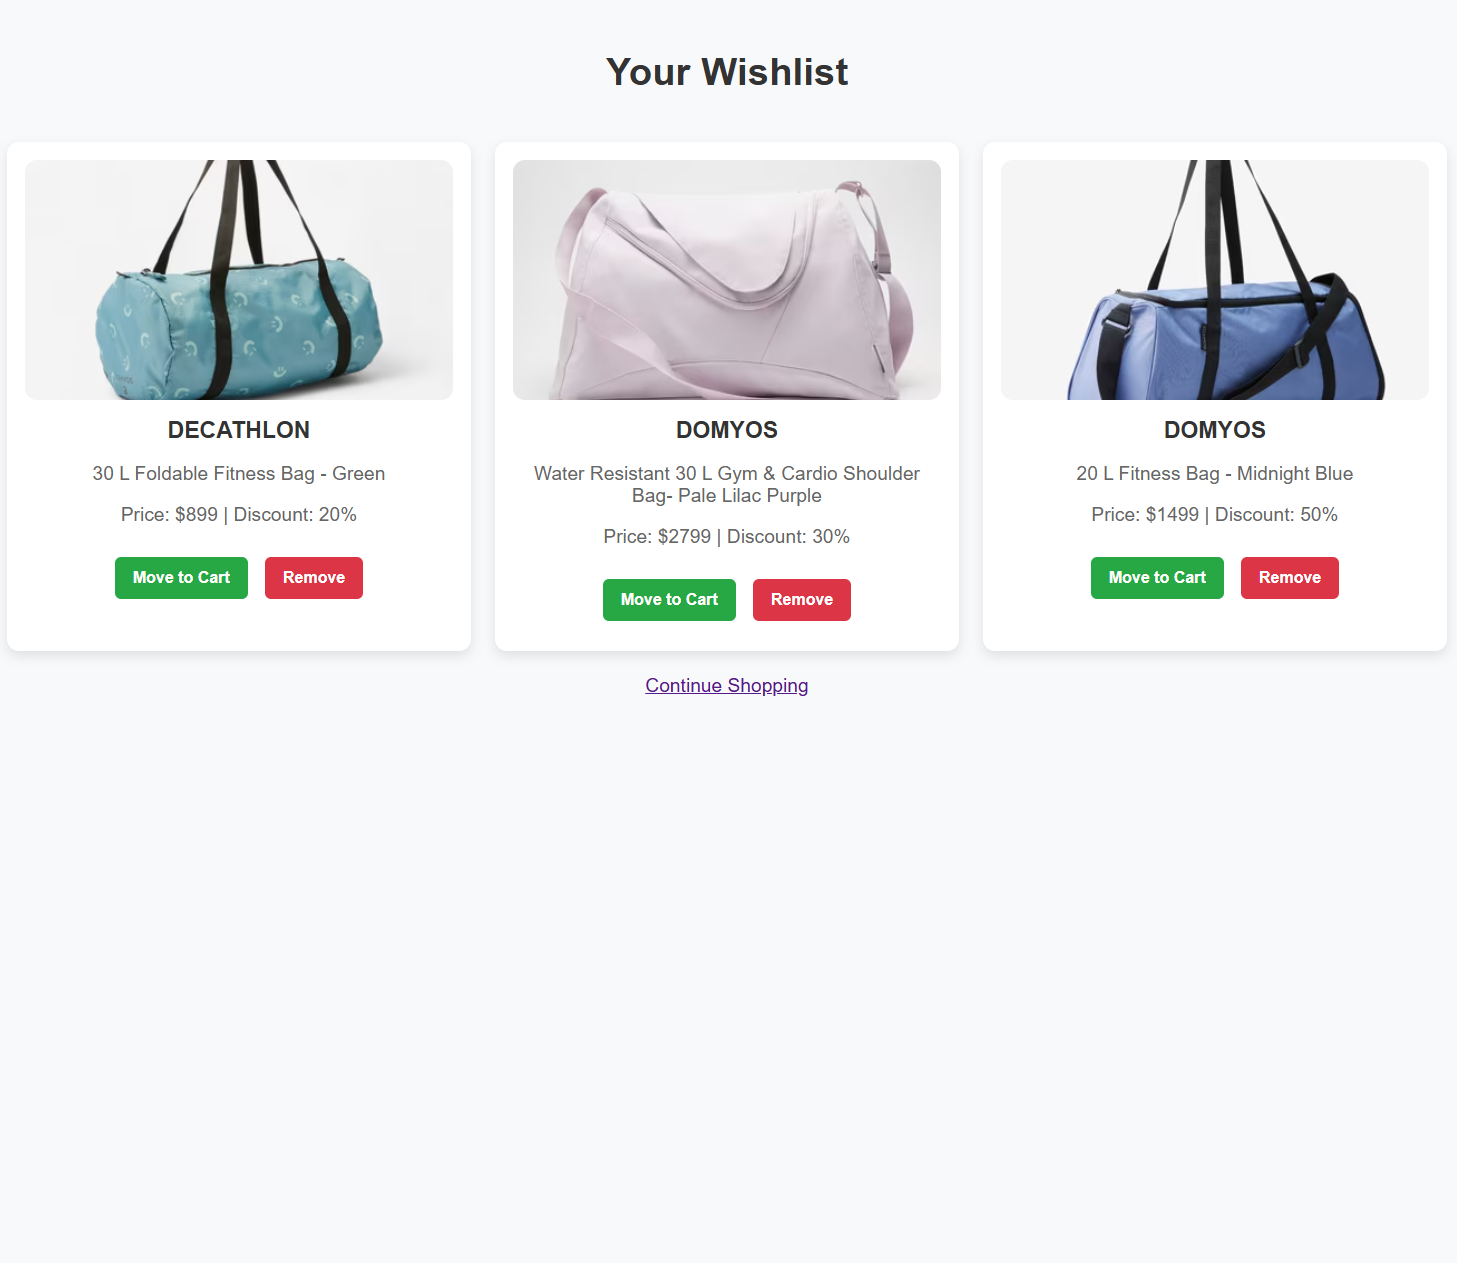 Your Wishlist
DECATHLON
30 L Foldable Fitness Bag - Green
Price: $899 | Discount: 20%
Move to Cart
Remove
DOMYOS
Water Resistant 30 L Gym & Cardio Shoulder
Bag- Pale Lilac Purple
Price: $2799 | Discount: 30%
Move to Cart
Remove
DOMYOS
20 L Fitness Bag - Midnight Blue
Price: $1499 | Discount: 50%
Move to Cart
Remove
Continue Shopping